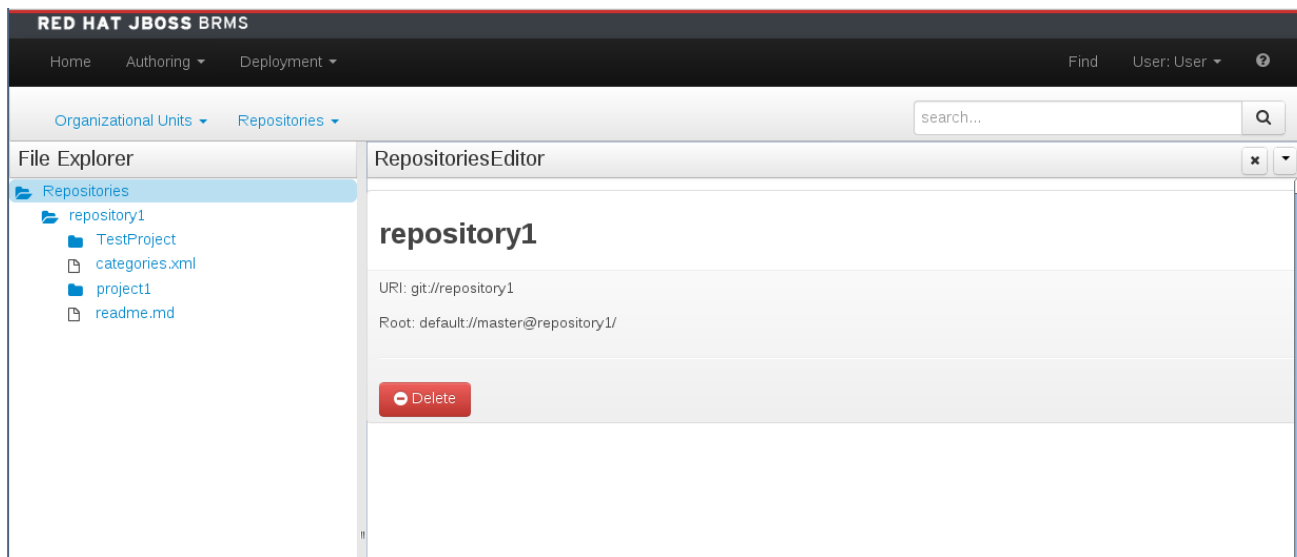 RED HAT JBOSS BRMS
Home Authoring Deployment Find User: User
Organizational Units Repositories search...
File Explorer
Repositories
repository1
TestProject
categories.xml
project1
readme.md
RepositoriesEditor
repository1
URI: git://repository1
Root: default://master@repository1/
Delete